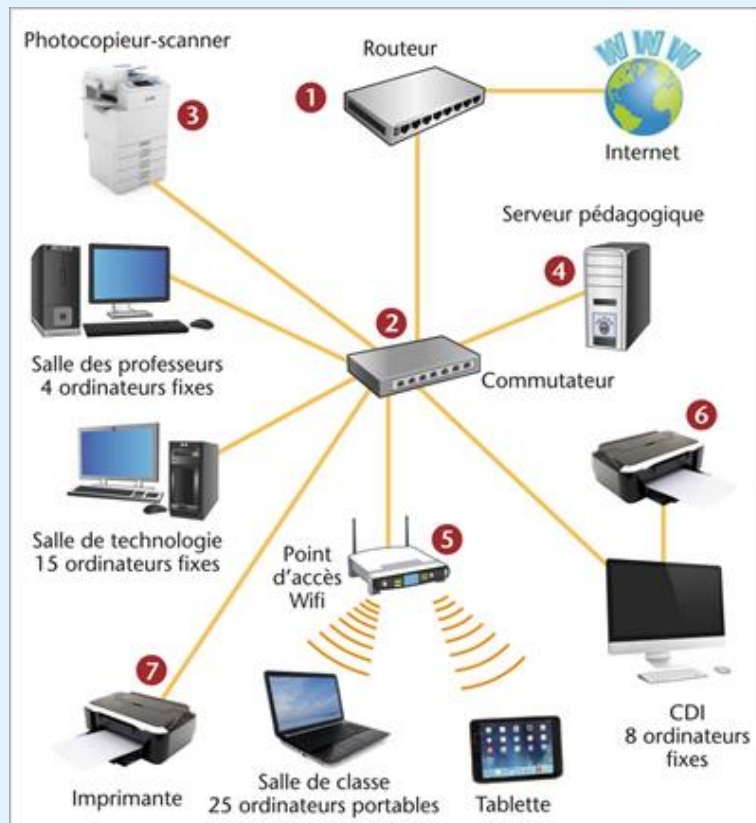 Photocopieur-scanner
3
Routeur
1
WWW
Internet
Serveur pédagogique
4
2
Commutateur
Salle des professeurs
4 ordinateurs fixes
6
Salle de technologie
15 ordinateurs fixes
Point
d'accès
Wifi
5
7
Imprimante
Salle de classe
25 ordinateurs portables
Tablette
CDI
8 ordinateurs
fixes